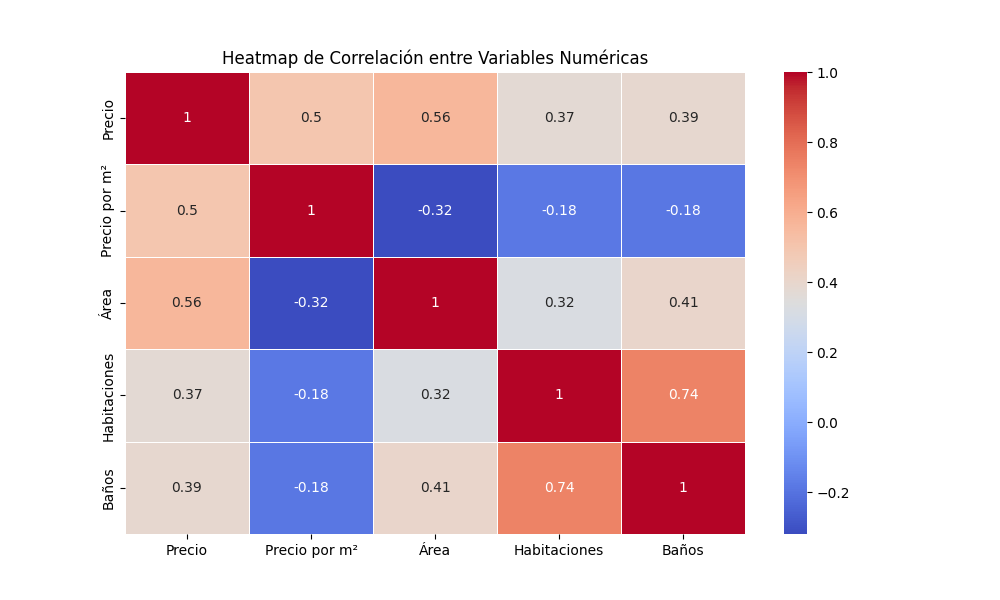 Heatmap de Correlación entre Variables Numéricas
Precio
1
0.5
0.56
0.37
0.39
Precio por m²
0.5
1
-0.32
-0.18
-0.18
Área
0.56
-0.32
1
0.32
0.41
Habitaciones
0.37
-0.18
0.32
1
0.74
Baños
0.39
-0.18
0.41
0.74
1
Precio
Precio por m²
Área
Habitaciones
Baños
1.0
0.8
0.6
0.4
0.2
0.0
−0.2